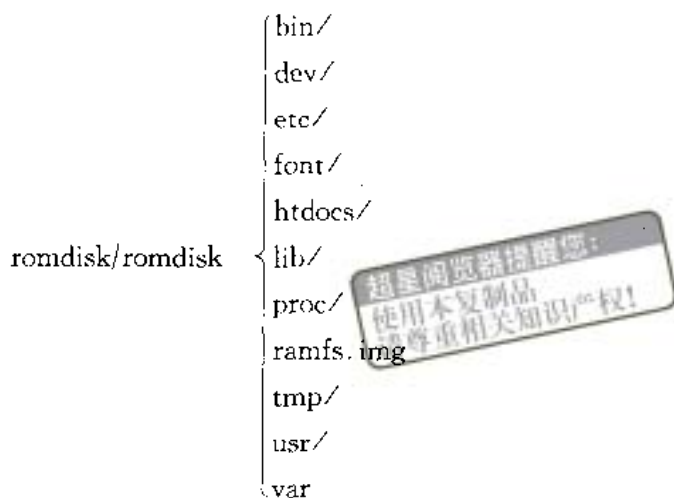 bin/
dev/
etc/
font/
htdocs/
romdisk/romdisk
lib/
proc/
ramfs.img
tmp/
usr/
var
超星阅览器提醒您：
使用本复制品
请尊重相关知识产权！